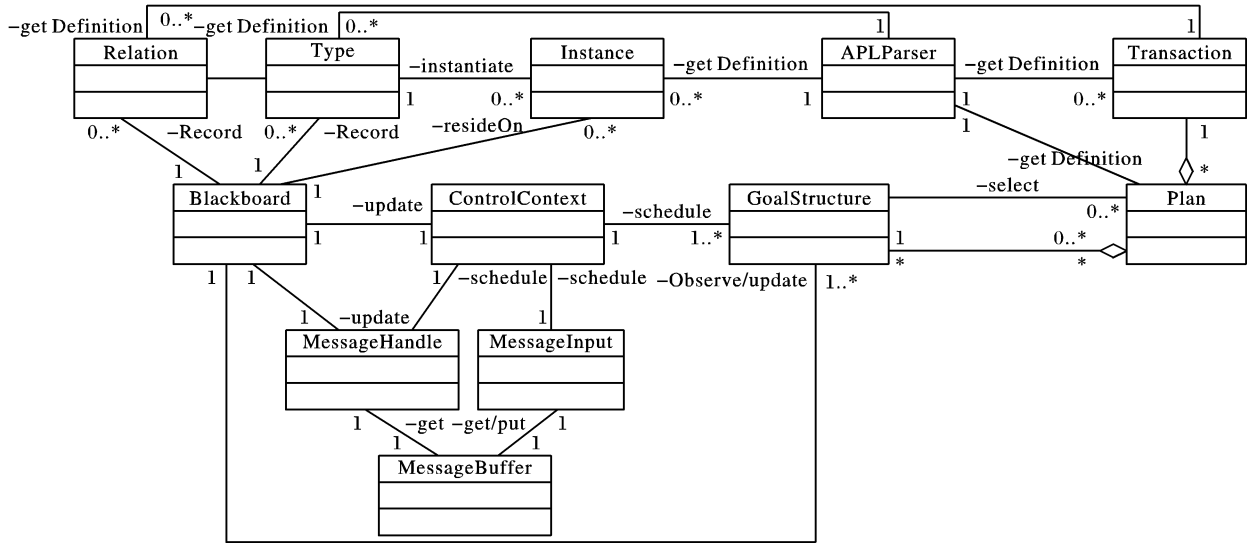 0..* 1
−get Definition −get Definition 0..* 1
Relation Type Instance APLParser Transaction
−instantiate −get Definition −get Definition
1 0..* 0..* 1 1 0..*
0..* −Record 0..* −Record −resideOn 0..* 1 1
1 1 −get Definition
Blackboard 1 ControlContext GoalStructure −select Plan *
−update −schedule 0..*
1 1 1 1..* 1 0..*
* *
1 1 1 −schedule −schedule −Observe/update 1..*
1 −update 1
MessageHandle MessageInput
1 −get −get/put 1
1 1
MessageBuffer
1 1